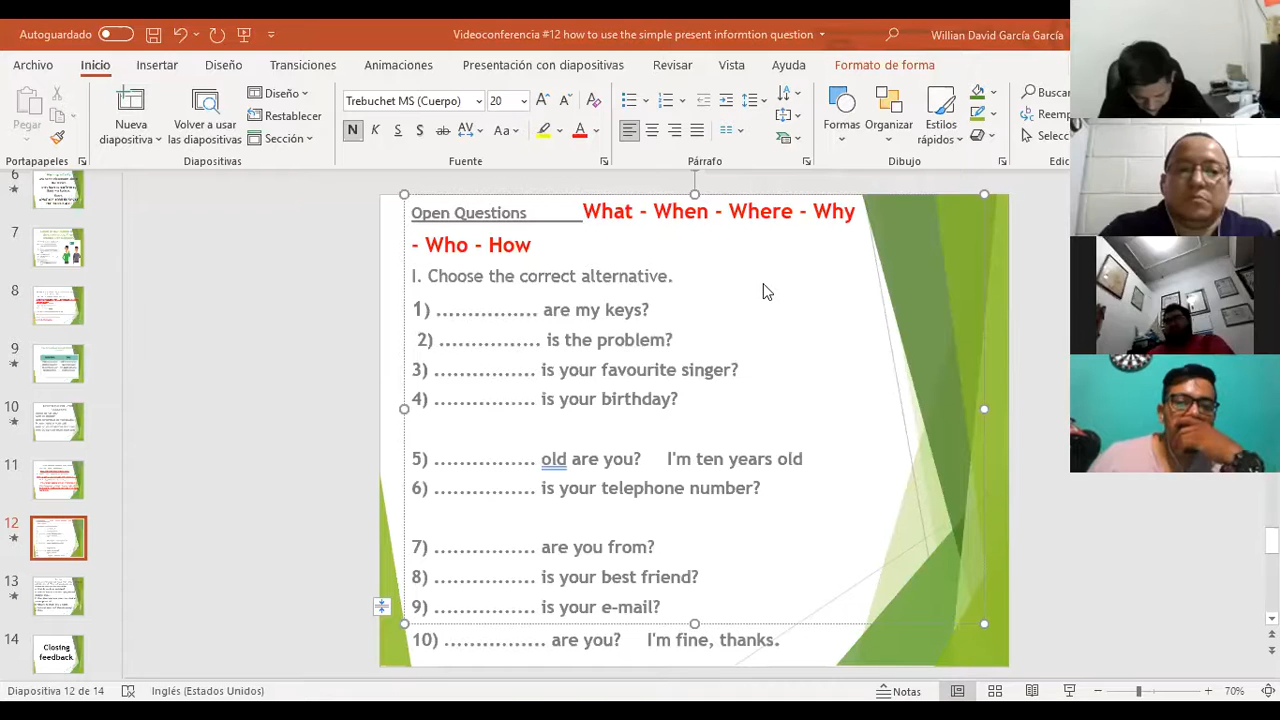 Autoguardado
Videoconferencia #12 how to use the simple present informtion question
Willian David García García
Archivo Inicio Insertar Diseño Transiciones Animaciones Presentación con diapositivas Revisar Vista Ayuda Formato de forma
Pegar
Nueva diapositiva
Volver a usar las diapositivas
Diseño
Restablecer
Sección
Trebuchet MS (Cuerpo) 20
N K S S ab AV Aa A
Formas
Organizar
Estilos rápidos
Buscar
Reemp
Selecc
Portapapeles Diapositivas Fuente Párrafo Dibujo
6
7
8
9
10
11
12
13
14
Closing
feedback
Open Questions What - When - Where - Why
- Who - How
I. Choose the correct alternative.
1) ................ are my keys?
2) ................ is the problem?
3) ................ is your favourite singer?
4) ................ is your birthday?
5) ................ old are you? I'm ten years old
6) ................ is your telephone number?
7) ................ are you from?
8) ................ is your best friend?
9) ................ is your e-mail?
10) ................ are you? I'm fine, thanks.
Diapositiva 12 de 14 Inglés (Estados Unidos) Notas 70%